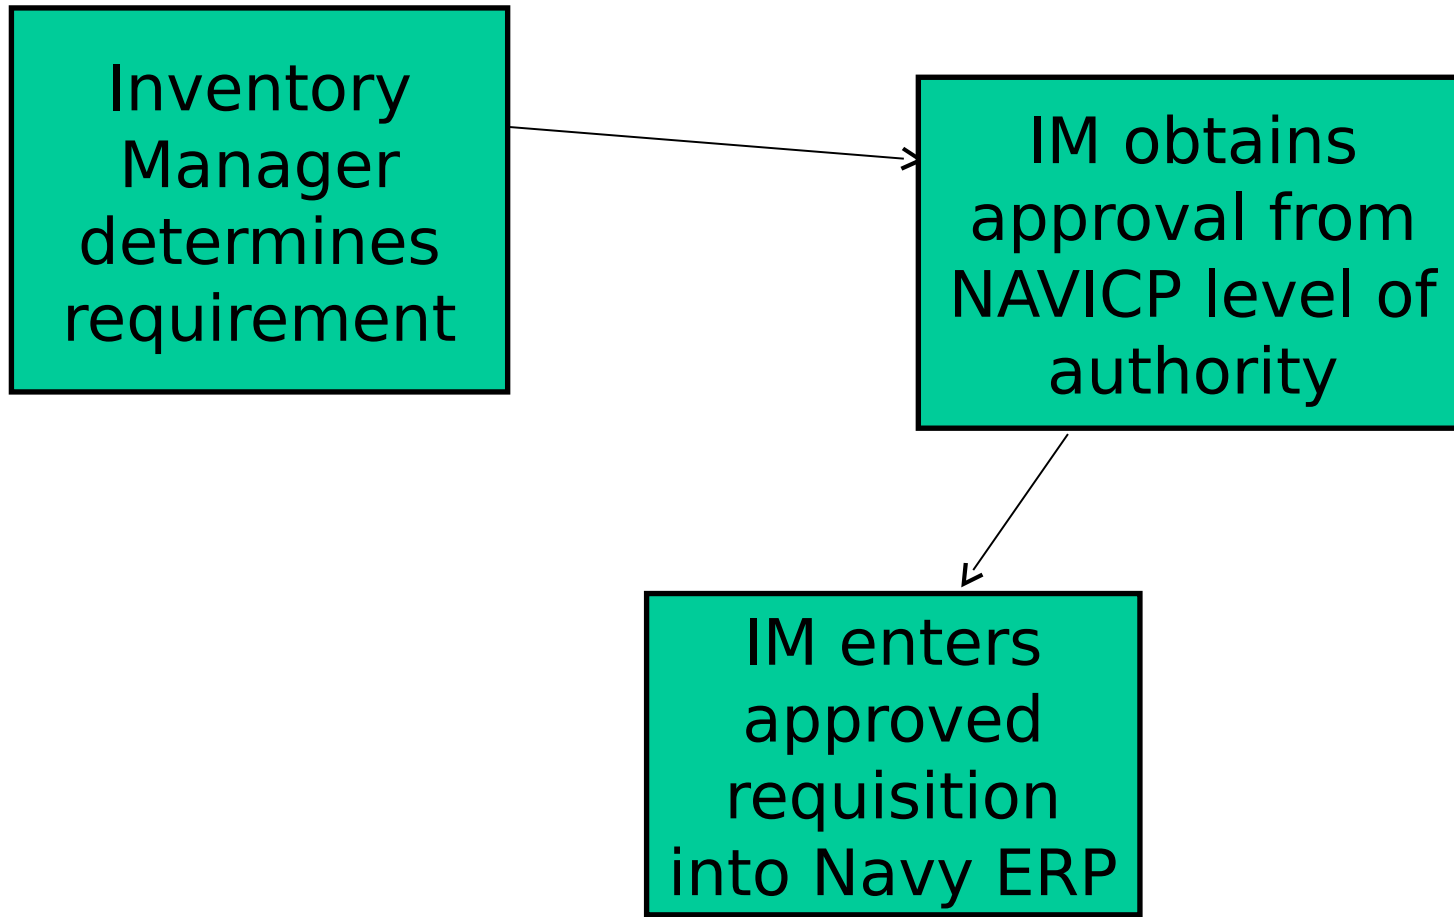 Inventory
Manager
determines
requirement
IM obtains
approval from
NAVICP level of
authority
IM enters
approved
requisition
into Navy ERP